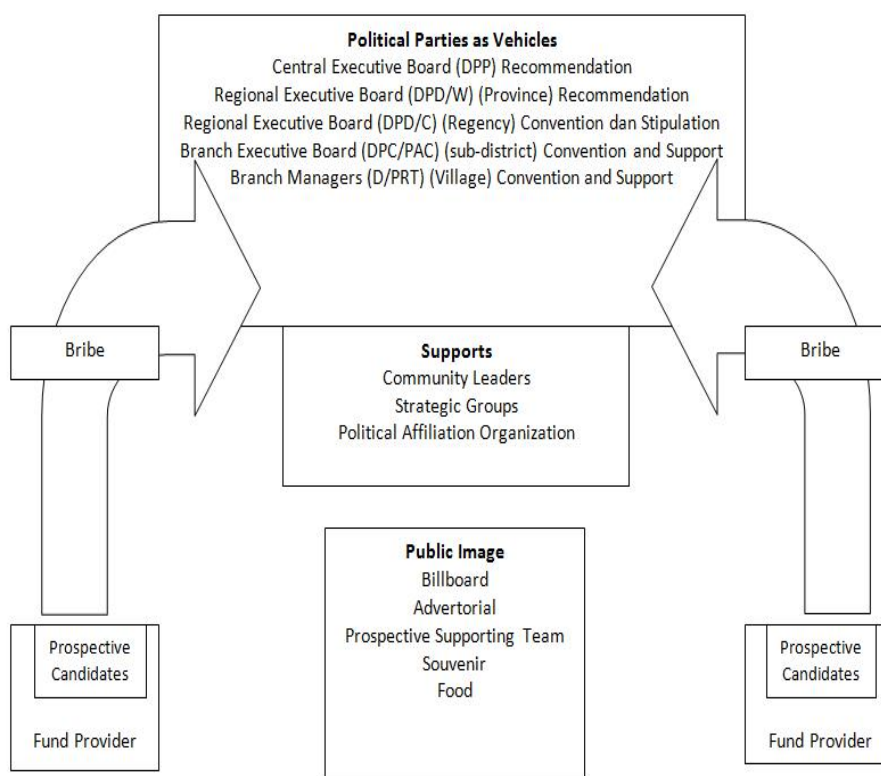 Political Parties as Vehicles
Central Executive Board (DPP) Recommendation
Regional Executive Board (DPD/W) (Province) Recommendation
Regional Executive Board (DPD/C) (Regency) Convention dan Stipulation
Branch Executive Board (DPC/PAC) (sub-district) Convention and Support
Branch Managers (D/PRT) (Village) Convention and Support
Bribe
Bribe
Supports
Community Leaders
Strategic Groups
Political Affiliation Organization
Public Image
Billboard
Advertorial
Prospective Supporting Team
Souvenir
Food
Prospective
Candidates
Fund Provider
Prospective
Candidates
Fund Provider